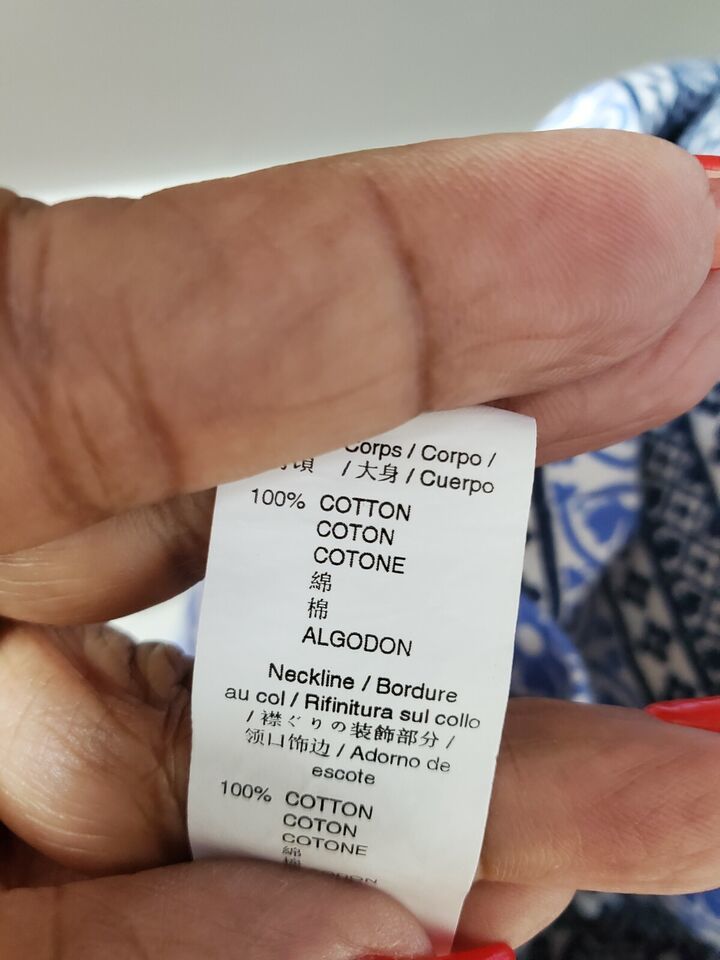 Corps / Corpo /
/ 大身 / Cuerpo
100% COTTON
COTON
COTONE
綿
棉
ALGODON
Neckline / Bordure
au col / Rifinitura sul collo
/ 襟ぐりの装飾部分 /
领口饰边 / Adorno de
escote
100% COTTON
COTON
COTONE
綿
棉